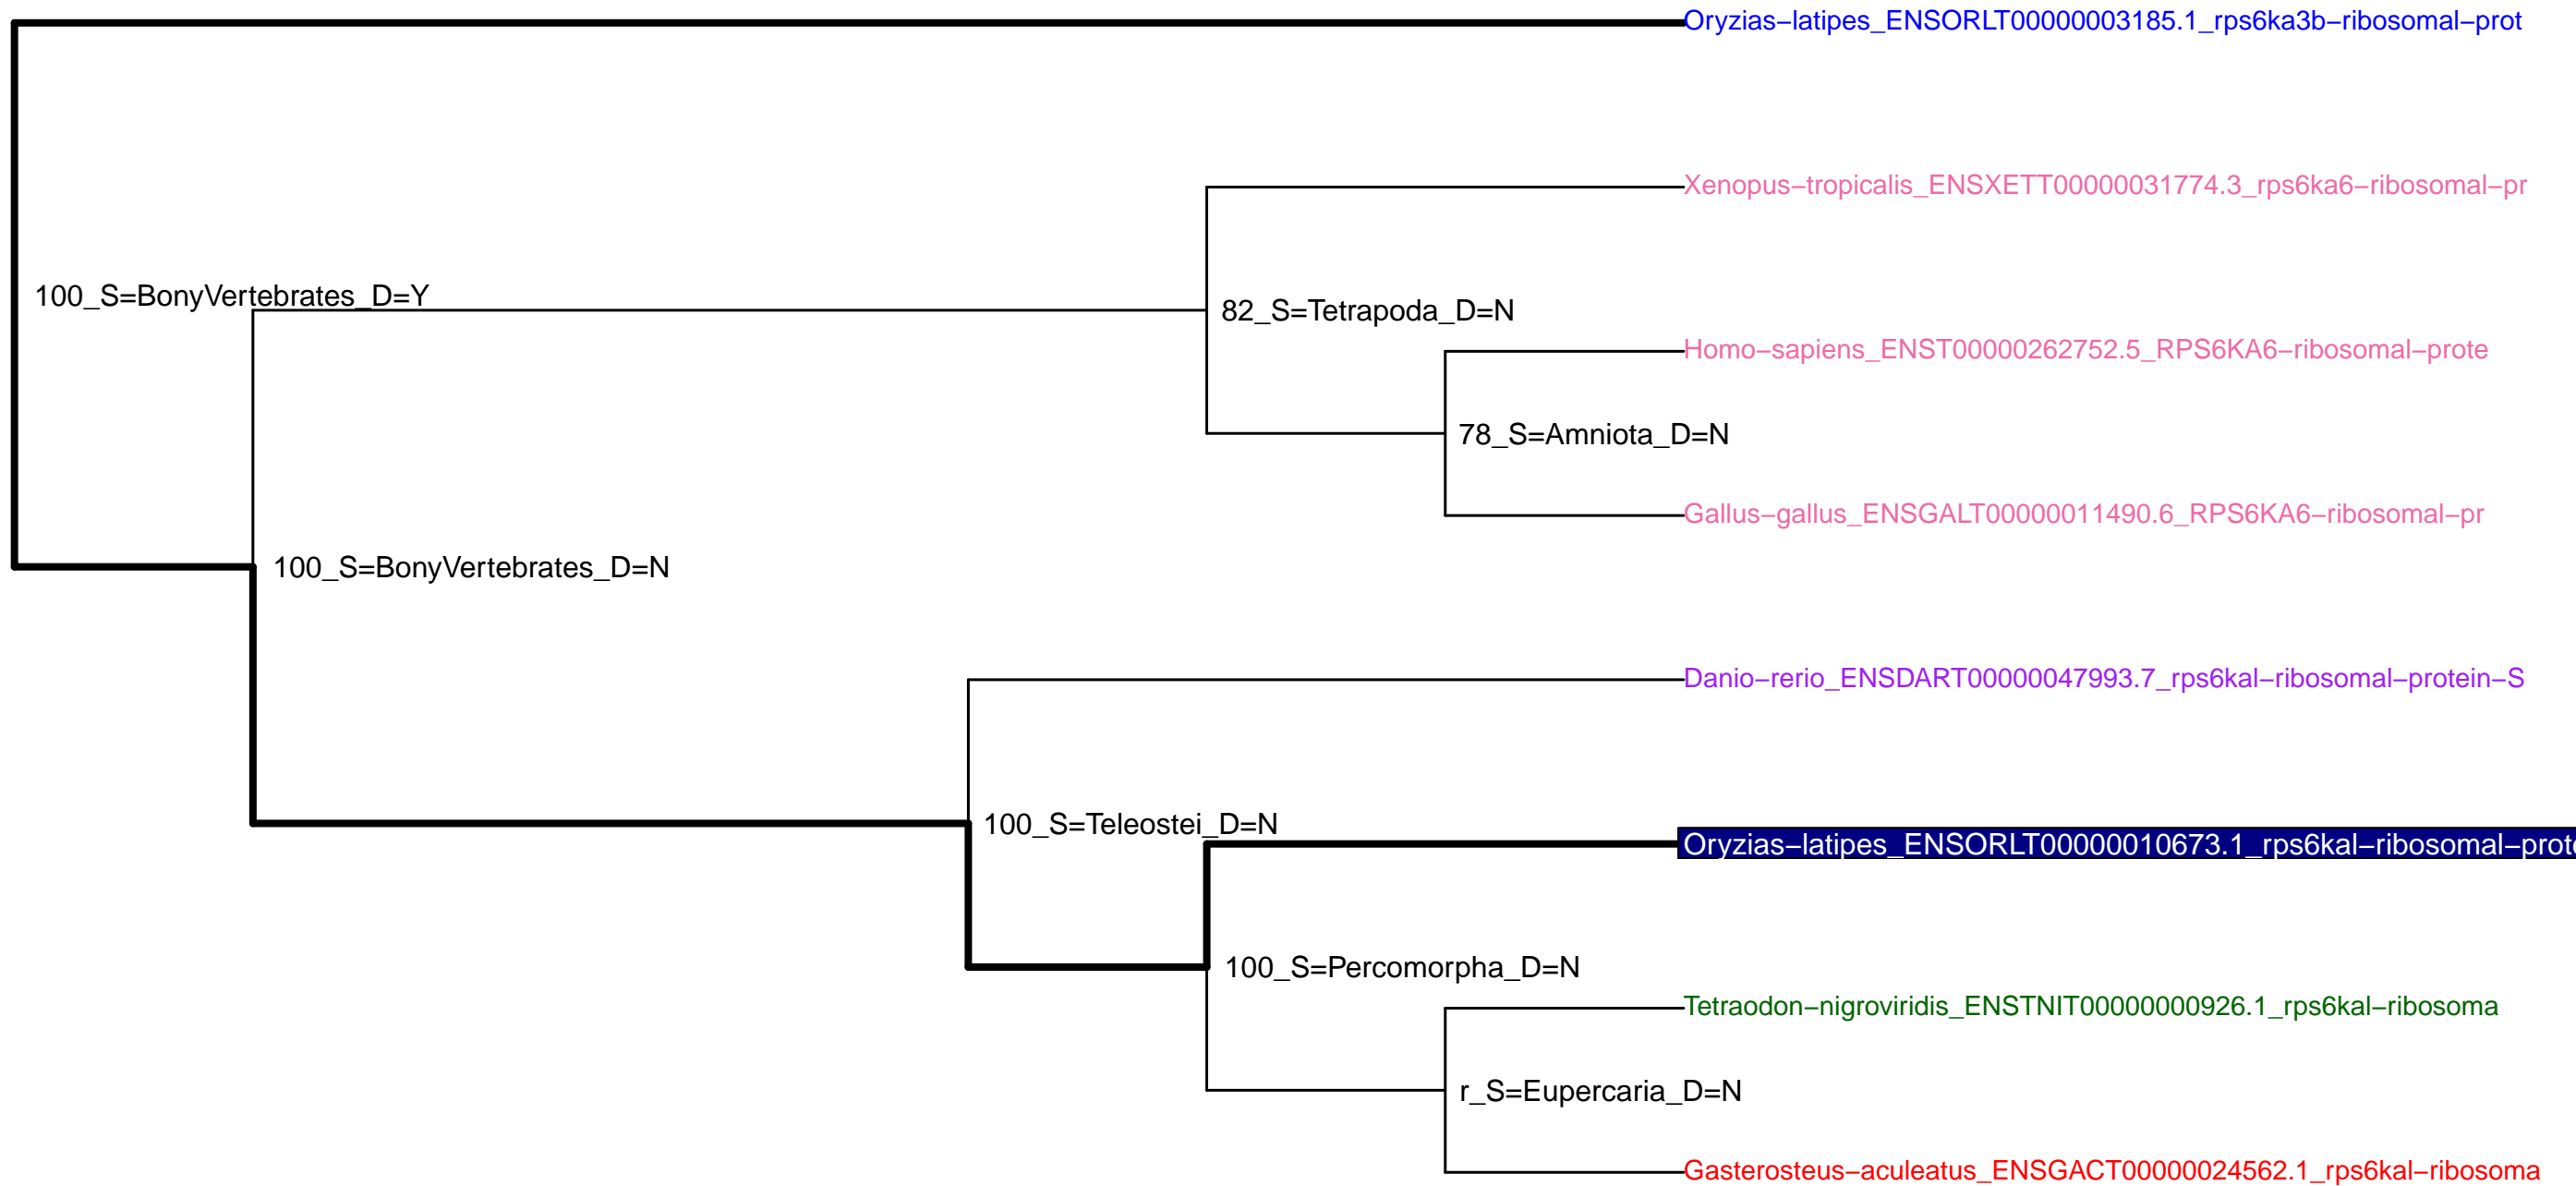 Oryzias−latipes_ENSORLT00000003185.1_rps6ka3b−ribosomal−prot
Xenopus−tropicalis_ENSXETT00000031774.3_rps6ka6−ribosomal−pr
100_S=BonyVertebrates_D=Y
82_S=Tetrapoda_D=N
Homo−sapiens_ENST00000262752.5_RPS6KA6−ribosomal−prote
78_S=Amniota_D=N
Gallus−gallus_ENSGALT00000011490.6_RPS6KA6−ribosomal−pr
100_S=BonyVertebrates_D=N
Danio−rerio_ENSDART00000047993.7_rps6kal−ribosomal−protein−S
100_S=Teleostei_D=N
Oryzias−latipes_ENSORLT00000010673.1_rps6kal−ribosomal−prote
100_S=Percomorpha_D=N
Tetraodon−nigroviridis_ENSTNIT00000000926.1_rps6kal−ribosoma
r_S=Eupercaria_D=N
Gasterosteus−aculeatus_ENSGACT00000024562.1_rps6kal−ribosoma